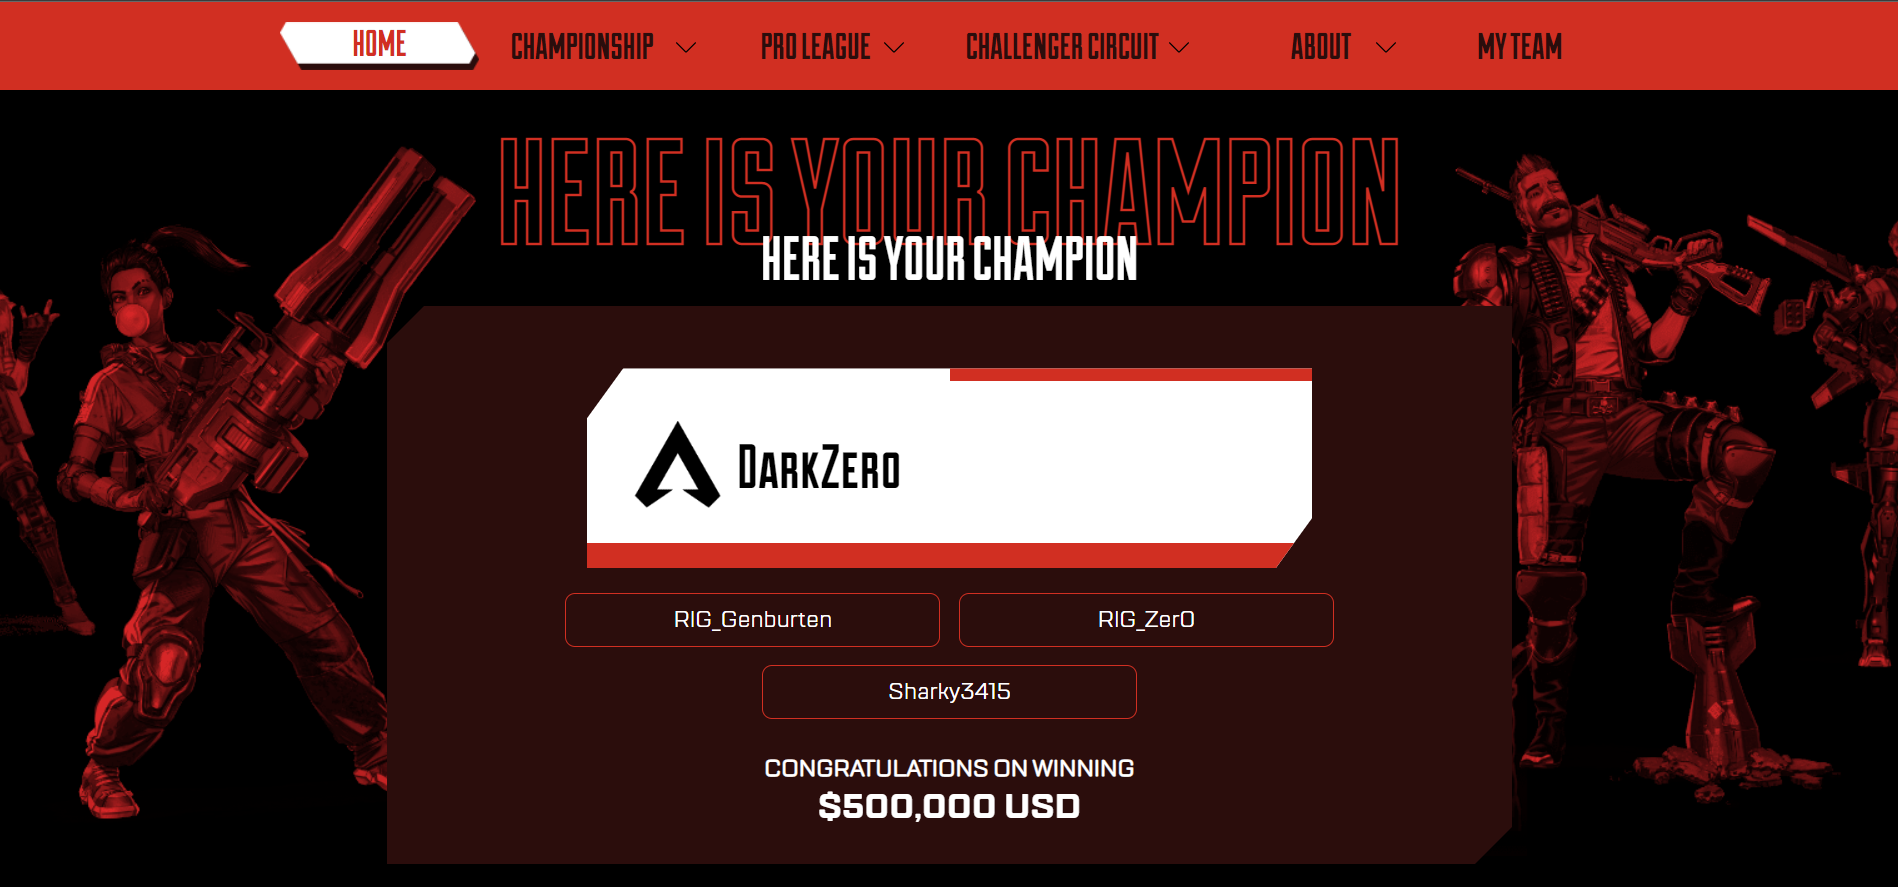 HOME CHAMPIONSHIP PRO LEAGUE CHALLENGER CIRCUIT ABOUT MY TEAM
HERE IS YOUR CHAMPION
HERE IS YOUR CHAMPION
DARKZERO
RIG_Genburten RIG_Zer0
Sharky3415
CONGRATULATIONS ON WINNING
$500,000 USD